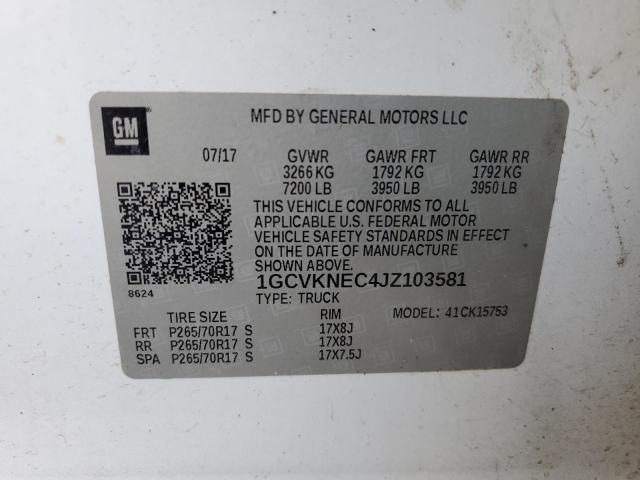 GM
MFD BY GENERAL MOTORS LLC
07/17 GVWR GAWR FRT GAWR RR
3266 KG 1792 KG 1792 KG
7200 LB 3950 LB 3950 LB
THIS VEHICLE CONFORMS TO ALL
APPLICABLE U.S. FEDERAL MOTOR
VEHICLE SAFETY STANDARDS IN EFFECT
ON THE DATE OF MANUFACTURE
SHOWN ABOVE.
8624
1GCVKNEC4JZ103581
TYPE: TRUCK
TIRE SIZE RIM MODEL: 41CK15753
FRT P265/70R17 S 17X8J
RR P265/70R17 S 17X8J
SPA P265/70R17 S 17X7.5J